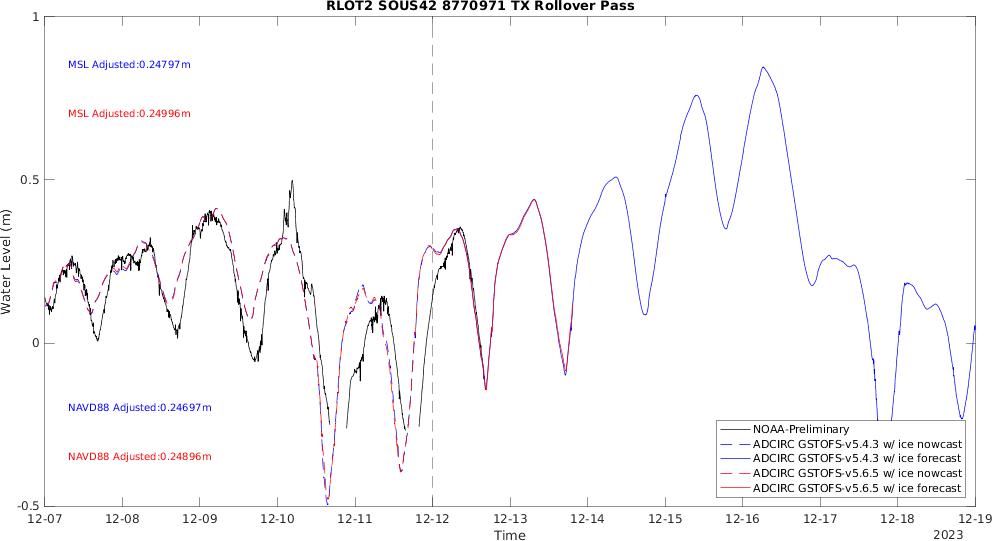 RLOT2 SOUS42 8770971 TX Rollover Pass
1
MSL Adjusted:0.24797m
MSL Adjusted:0.24996m
0.5
Water Level (m)
0
NAVD88 Adjusted:0.24697m
NAVD88 Adjusted:0.24896m
NOAA-Preliminary
ADCIRC GSTOFS-v5.4.3 w/ ice nowcast
ADCIRC GSTOFS-v5.4.3 w/ ice forecast
ADCIRC GSTOFS-v5.6.5 w/ ice nowcast
ADCIRC GSTOFS-v5.6.5 w/ ice forecast
-0.5
12-07 12-08 12-09 12-10 12-11 12-12 12-13 12-14 12-15 12-16 12-17 12-18 12-19
Time
2023